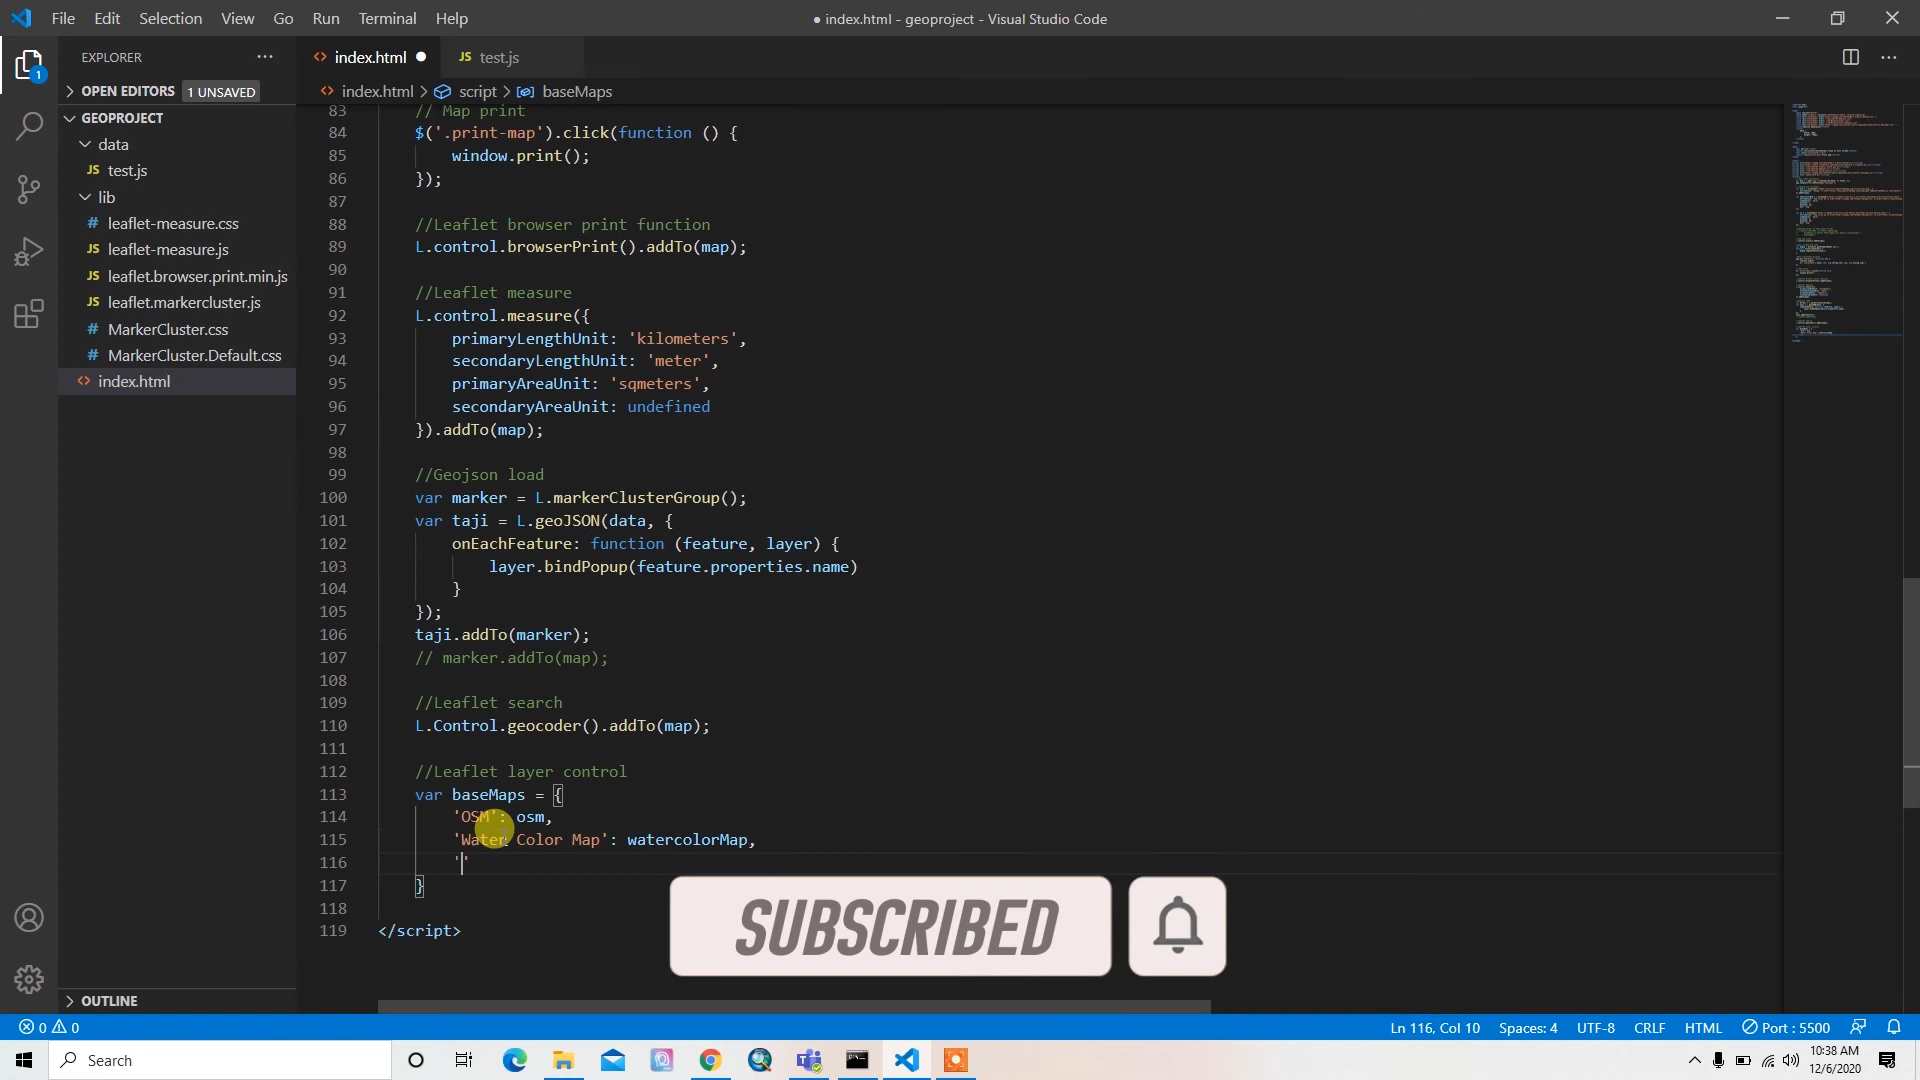 File Edit Selection View Go Run Terminal Help
● index.html - geoproject - Visual Studio Code
EXPLORER
index.html
JS test.js
OPEN EDITORS 1 UNSAVED
index.html > script > baseMaps
GEOPROJECT
data
JS test.js
lib
# leaflet-measure.css
JS leaflet-measure.js
JS leaflet.browser.print.min.js
JS leaflet.markercluster.js
# MarkerCluster.css
# MarkerCluster.Default.css
index.html
OUTLINE
1
83 // Map print
84 $('.print-map').click(function () {
85 window.print();
86 });
87
88 //Leaflet browser print function
89 L.control.browserPrint().addTo(map);
90
91 //Leaflet measure
92 L.control.measure({
93 primaryLengthUnit: 'kilometers',
94 secondaryLengthUnit: 'meter',
95 primaryAreaUnit: 'sqmeters',
96 secondaryAreaUnit: undefined
97 }).addTo(map);
98
99 //Geojson load
100 var marker = L.markerClusterGroup();
101 var taji = L.geoJSON(data, {
102 onEachFeature: function (feature, layer) {
103 layer.bindPopup(feature.properties.name)
104 }
105 });
106 taji.addTo(marker);
107 // marker.addTo(map);
108
109 //Leaflet search
110 L.Control.geocoder().addTo(map);
111
112 //Leaflet layer control
113 var baseMaps = {
114 'OSM': osm,
115 'Water Color Map': watercolorMap,
116 ''
117 }
118
119 </script>
SUBSCRIBED
0 0
Ln 116, Col 10 Spaces: 4 UTF-8 CRLF HTML Port : 5500
Search
10:38 AM
12/6/2020